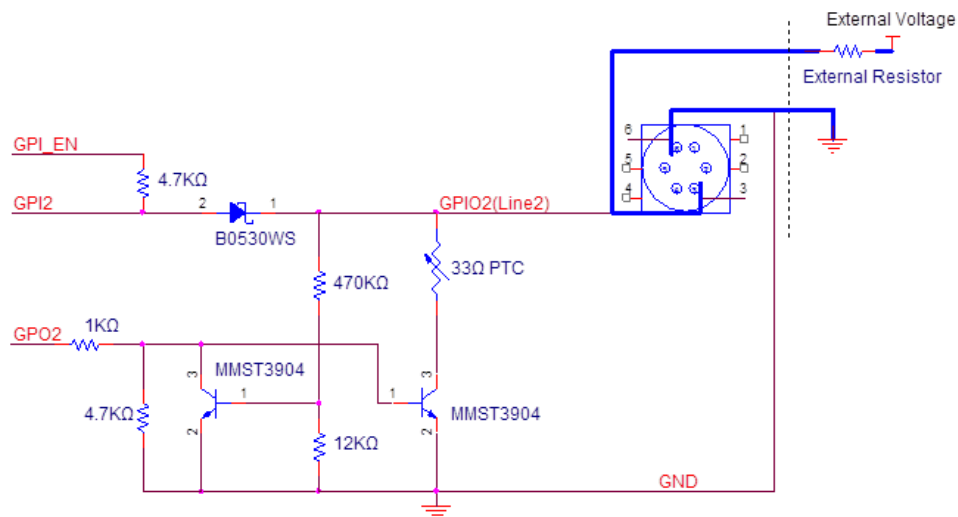 External Voltage
External Resistor
6
1
5
2
4
3
GPI_EN
4.7KΩ
GPI2
2
1
B0530WS
GPIO2(Line2)
33Ω PTC
470KΩ
GPO2
1KΩ
MMST3904
3
1
2
4.7KΩ
12KΩ
3
1
2
MMST3904
GND